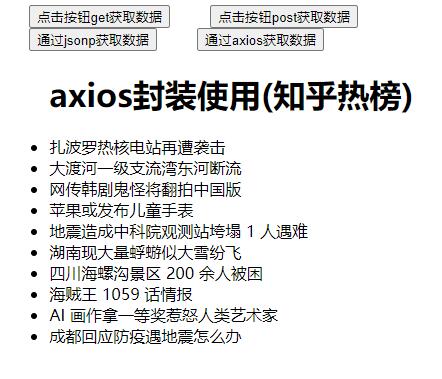 点击按钮get获取数据 点击按钮post获取数据
通过jsonp获取数据 通过axios获取数据
axios封装使用(知乎热榜)
扎波罗热核电站再遭袭击
大渡河一级支流湾东河断流
网传韩剧鬼怪将翻拍中国版
苹果或发布儿童手表
地震造成中科院观测站垮塌 1 人遇难
湖南现大量蜉蝣似大雪纷飞
四川海螺沟景区 200 余人被困
海贼王 1059 话情报
AI 画作拿一等奖惹怒人类艺术家
成都回应防疫遇地震怎么办